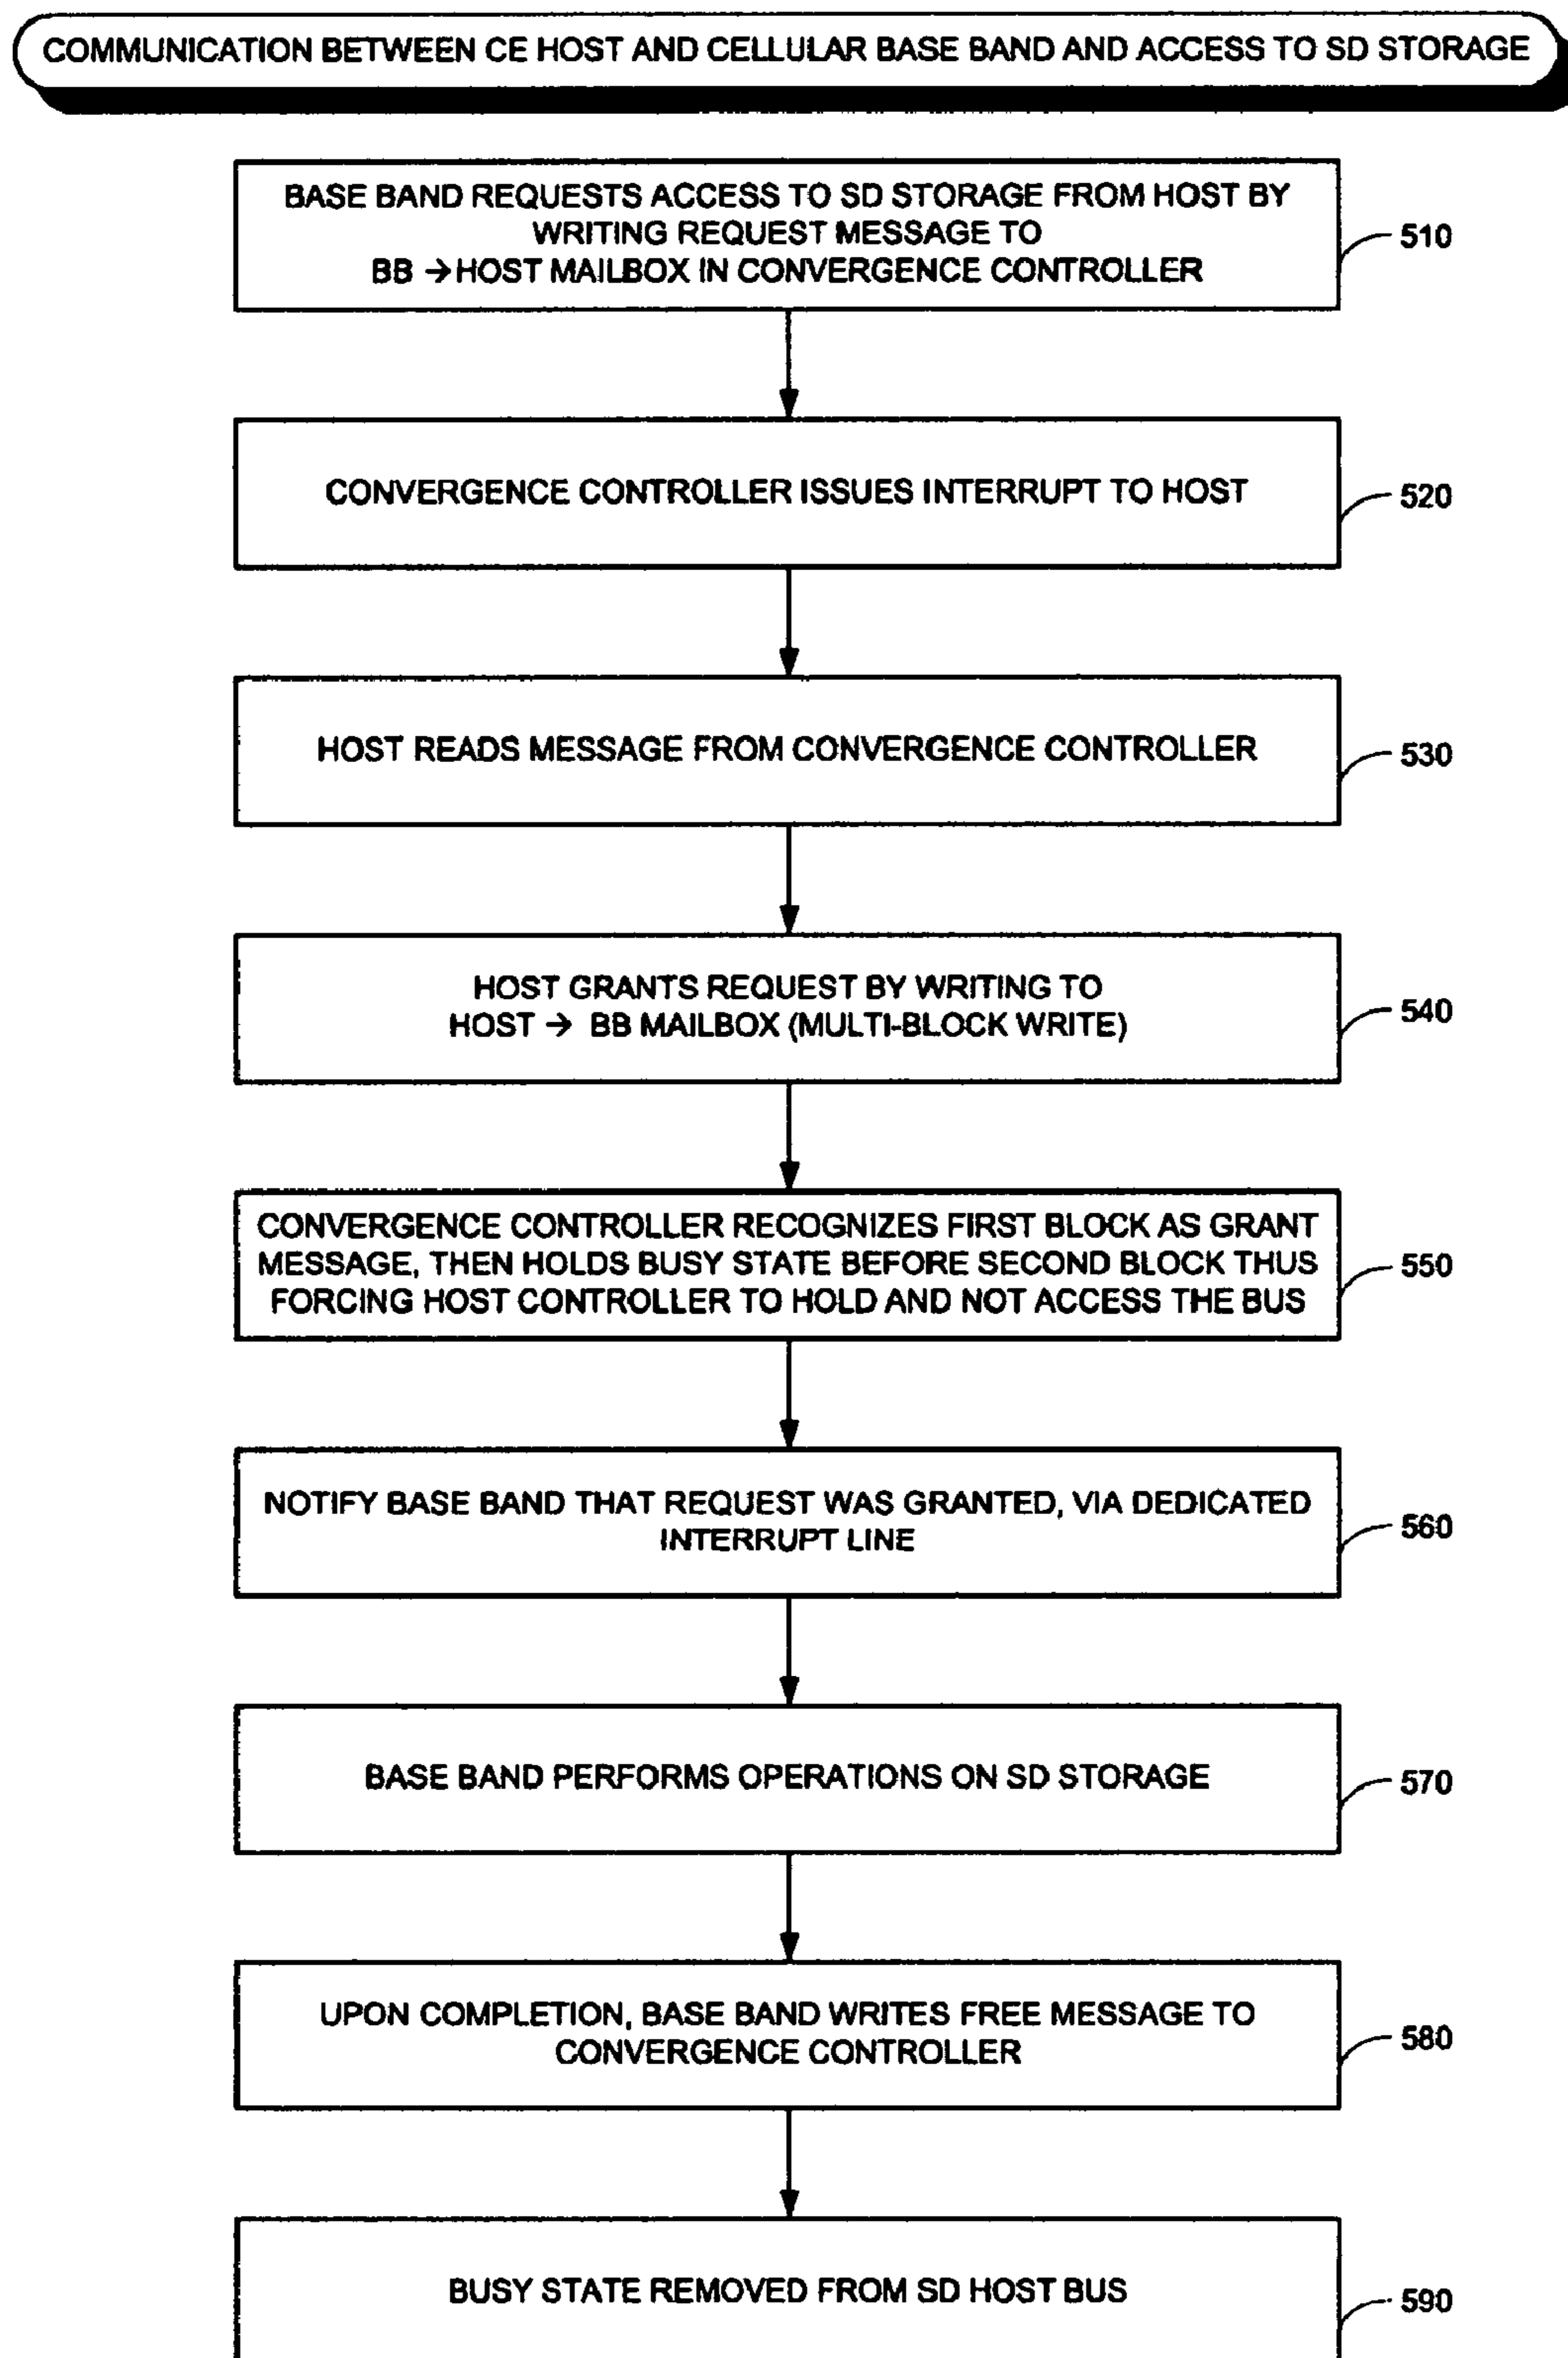 COMMUNICATION BETWEEN CE HOST AND CELLULAR BASE BAND AND ACCESS TO SD STORAGE
BASE BAND REQUESTS ACCESS TO SD STORAGE FROM HOST BY
WRITING REQUEST MESSAGE TO
BB → HOST MAILBOX IN CONVERGENCE CONTROLLER
510
CONVERGENCE CONTROLLER ISSUES INTERRUPT TO HOST
520
HOST READS MESSAGE FROM CONVERGENCE CONTROLLER
530
HOST GRANTS REQUEST BY WRITING TO
HOST → BB MAILBOX (MULTI-BLOCK WRITE)
540
CONVERGENCE CONTROLLER RECOGNIZES FIRST BLOCK AS GRANT
MESSAGE, THEN HOLDS BUSY STATE BEFORE SECOND BLOCK THUS
FORCING HOST CONTROLLER TO HOLD AND NOT ACCESS THE BUS
550
NOTIFY BASE BAND THAT REQUEST WAS GRANTED, VIA DEDICATED
INTERRUPT LINE
560
BASE BAND PERFORMS OPERATIONS ON SD STORAGE
570
UPON COMPLETION, BASE BAND WRITES FREE MESSAGE TO
CONVERGENCE CONTROLLER
580
BUSY STATE REMOVED FROM SD HOST BUS
590